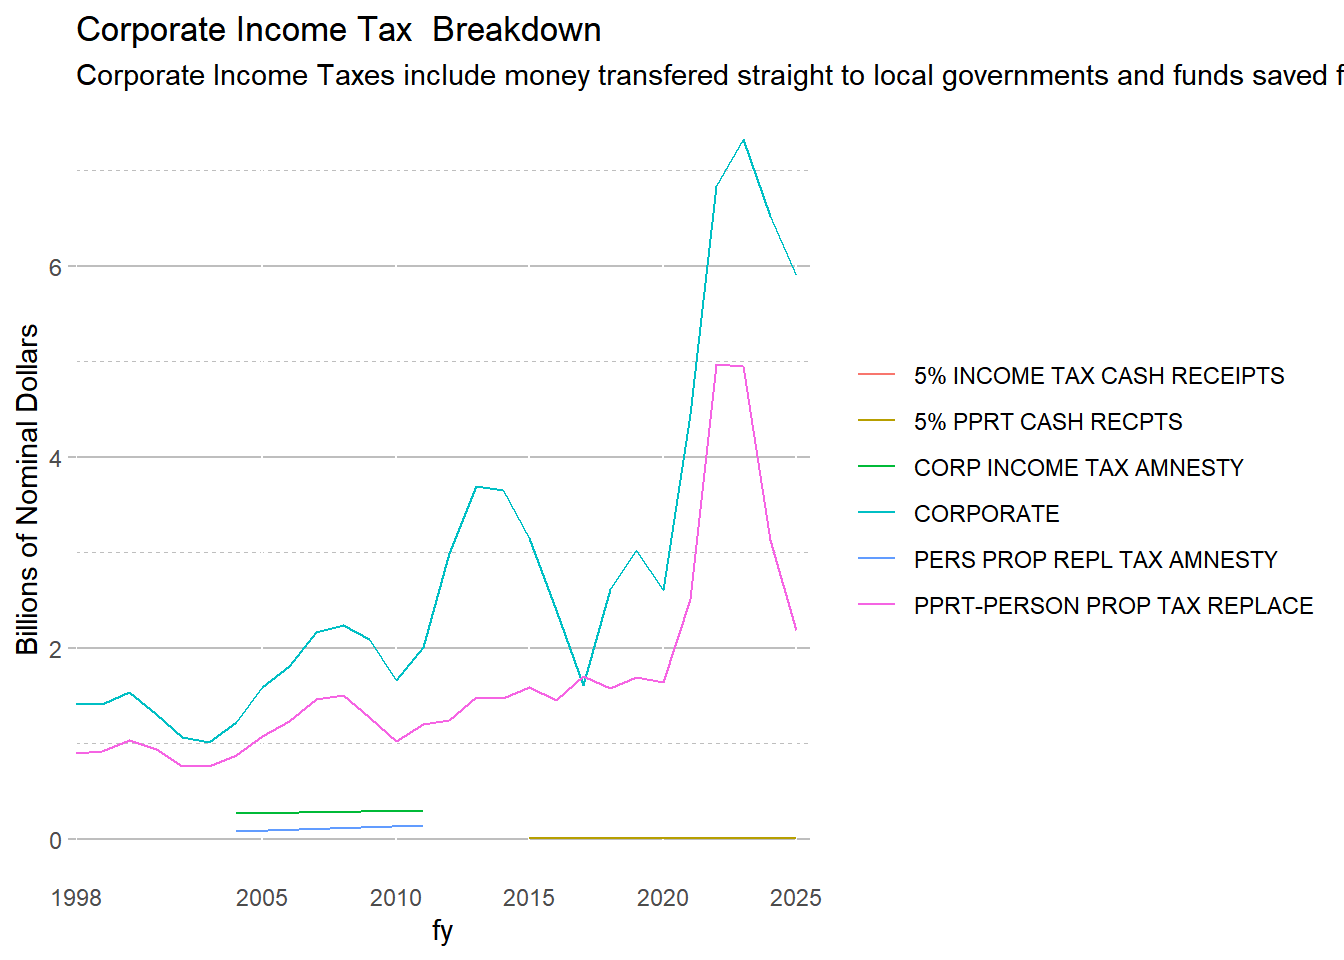 Corporate Income Tax  Breakdown
Corporate Income Taxes include money transfered straight to local governments and funds saved f
Billions of Nominal Dollars
6
4
2
0
1998 2005 2010 2015 2020 2025
fy
5% INCOME TAX CASH RECEIPTS
5% PPRT CASH RECPTS
CORP INCOME TAX AMNESTY
CORPORATE
PERS PROP REPL TAX AMNESTY
PPRT-PERSON PROP TAX REPLACE